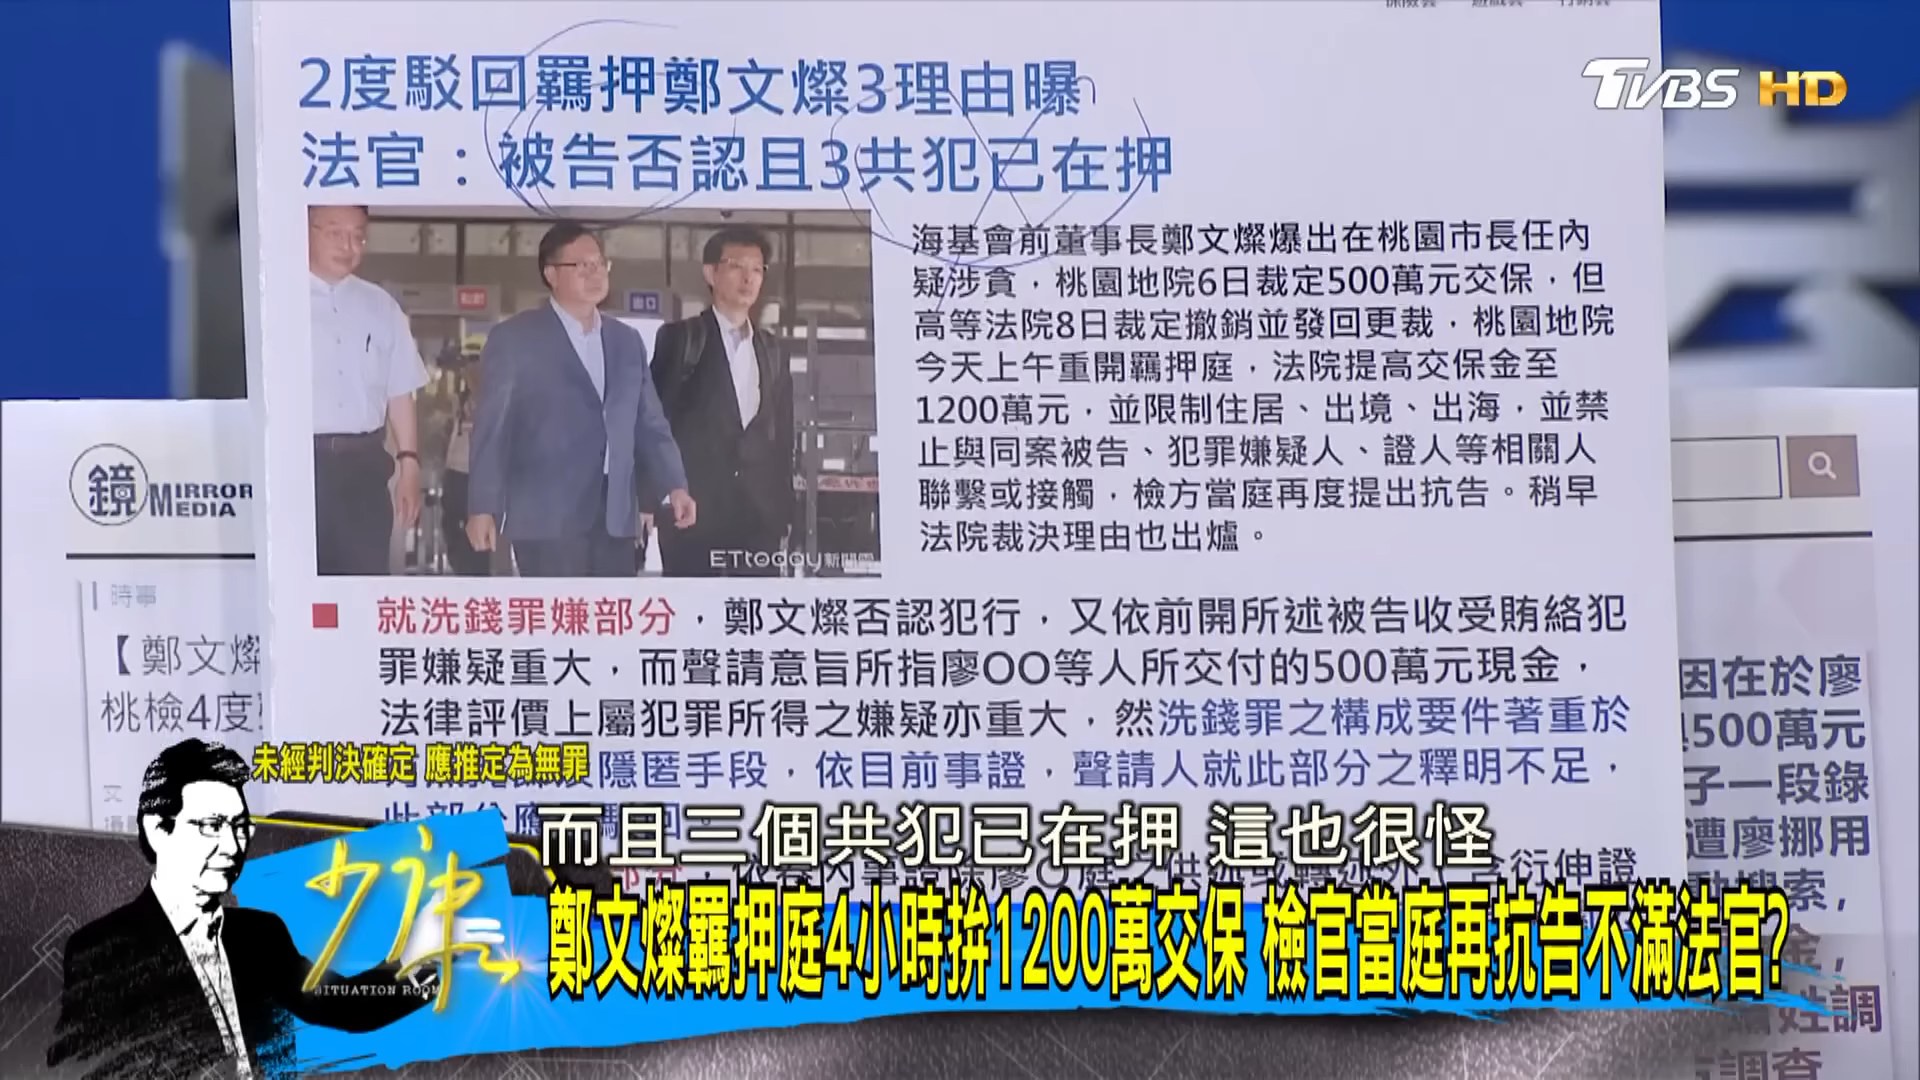 TVBS HD
2度駁回羈押鄭文燦3理由曝
法官：被告否認且3共犯已在押
海基會前董事長鄭文燦爆出在桃園市長任內
疑涉貪，桃園地院6日裁定500萬元交保，但
高等法院8日裁定撤銷並發回更裁，桃園地院
今天上午重開羈押庭，法院提高交保金至
1200萬元，並限制住居、出境、出海，並禁
止與同案被告、犯罪嫌疑人、證人等相關人
聯繫或接觸，檢方當庭再度提出抗告。稍早
法院裁決理由也出爐。
ETtoday新聞雲
就洗錢罪嫌部分，鄭文燦否認犯行，又依前開所述被告收受賄絡犯
罪嫌疑重大，而聲請意旨所指廖OO等人所交付的500萬元現金，
法律評價上屬犯罪所得之嫌疑亦重大，然洗錢罪之構成要件著重於
隱匿手段，依目前事證，聲請人就此部分之釋明不足，
鏡 MIRROR
MEDIA
時事
【鄭文燦
桃檢4度
因在於廖
500萬元
子一段錄
遭廖挪用
搜索，
金，
姓調
調查
未經判決確定 應推定為無罪
而且三個共犯已在押 這也很怪
少康
SITUATION ROOM
鄭文燦羈押庭4小時拚1200萬交保 檢官當庭再抗告不滿法官?